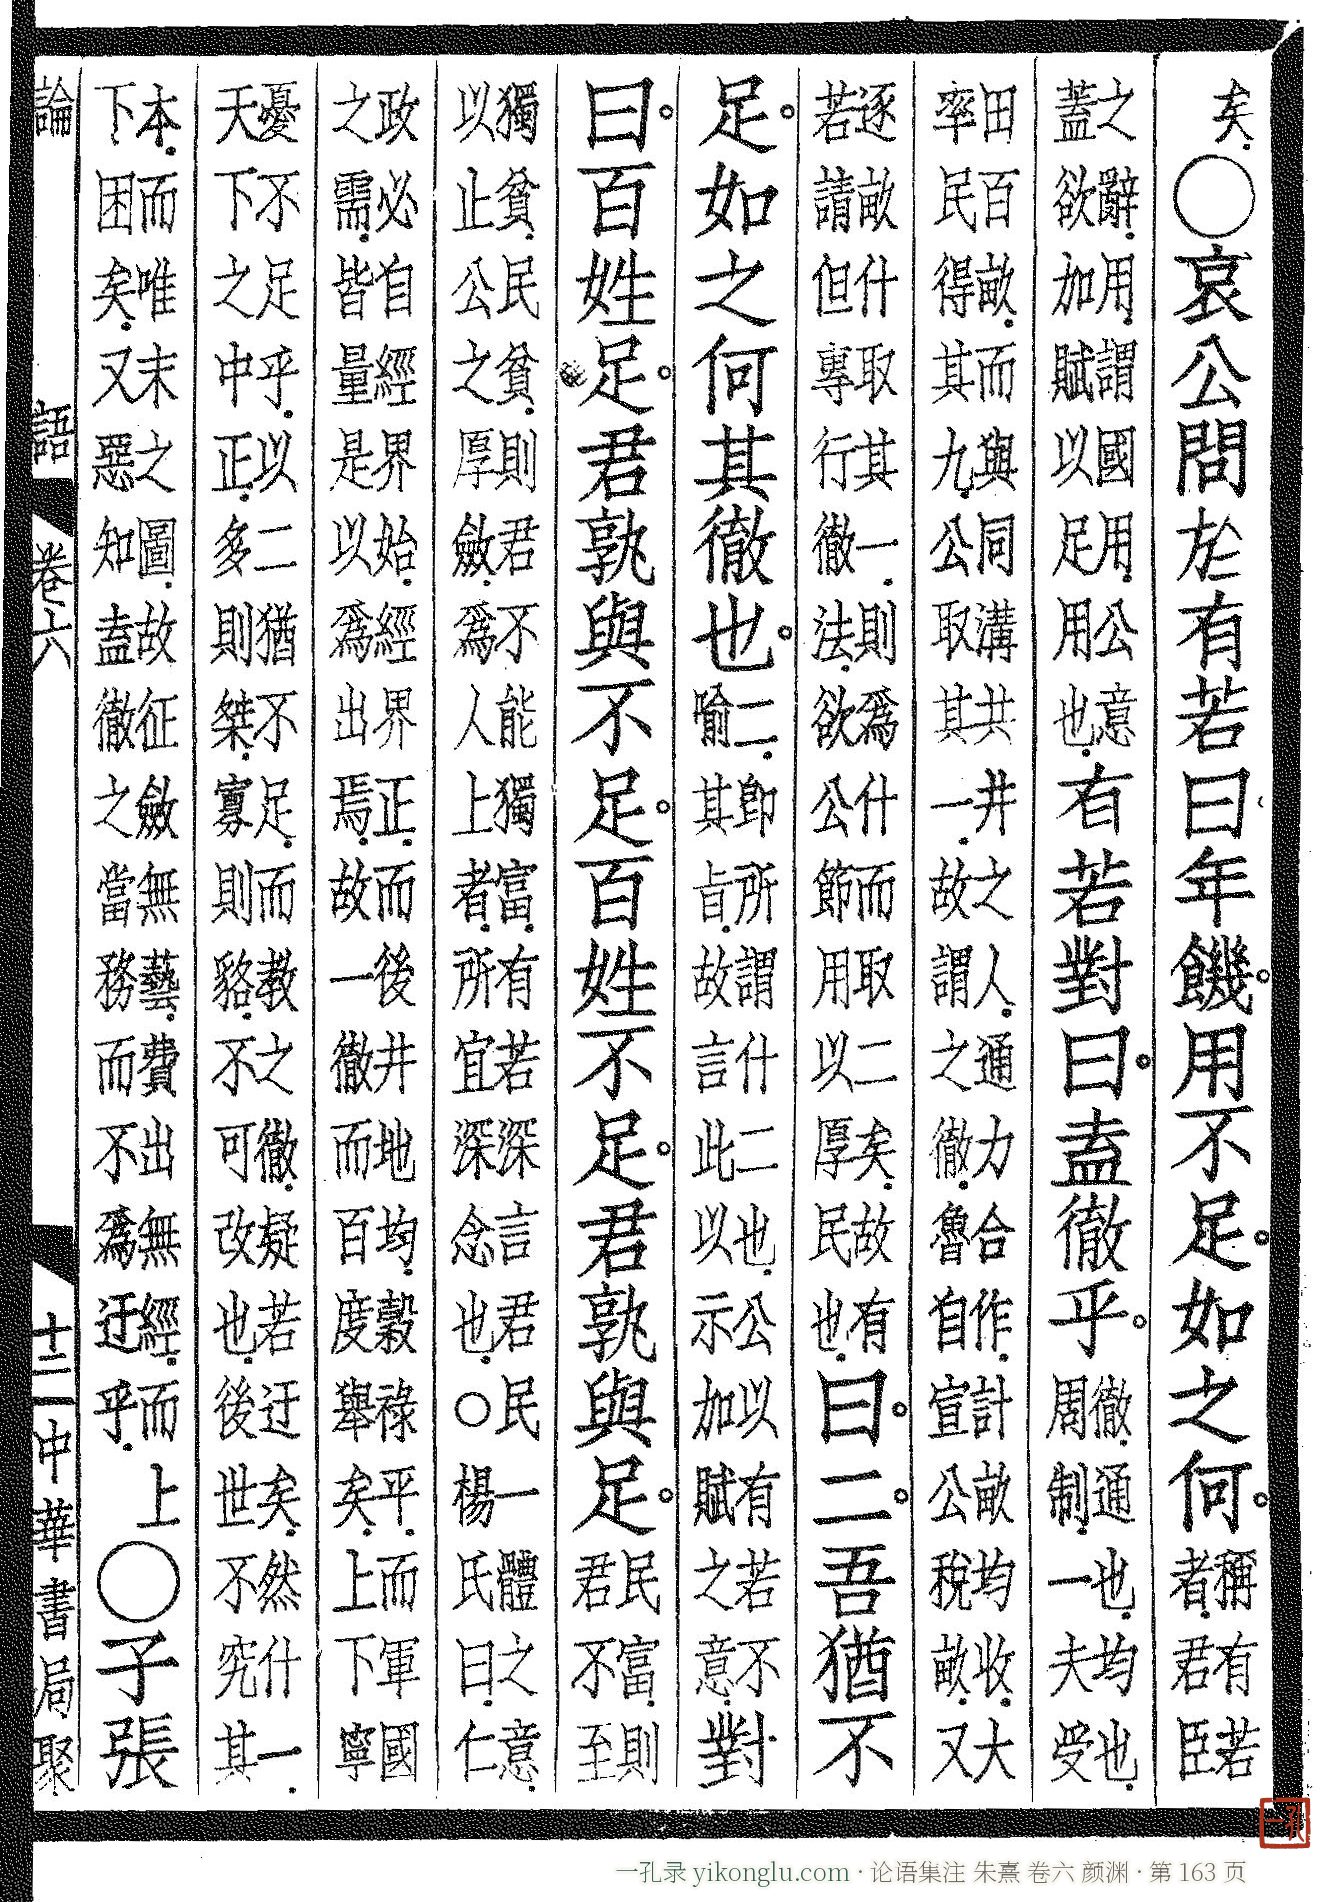 矣○哀公問於有若曰年饑用不足如之何稱有若者君臣
之辭用謂國用公意蓋欲加賦以足用也有若對曰盍徹乎徹通也均也周制一夫受
田百畝而與同溝共井之人通力合作計畝均收大率民得其九公取其一故謂之徹魯自宣公稅畝又
逐畝什取其一則為什而取二矣故有若請但專行徹法欲公節用以厚民也曰二吾猶不
足如之何其徹也二即所謂什二也公以有若不喻其旨故言此以示加賦之意對
曰百姓足君孰與不足百姓不足君孰與足民富則君不至
獨貧民貧則君不能獨富有若深言君民一體之意以止公之厚斂為人上者所宜深念也○楊氏曰仁
政必自經界始經界正而後井地均穀祿平而軍國之需皆量是以為出焉故一徹而百度舉矣上下寧
憂不足乎以二猶不足而教之徹疑若迂矣然什一天下之中正多則桀寡則貉不可改也後世不究其
本而唯末之圖故征斂無藝費出無經而上下困矣又惡知盍徹之當務而不為迂乎○子張
論語 卷六 十二 中華書局聚
一孔录 yikonglu.com · 论语集注 朱熹 卷六 颜渊 · 第 163 页